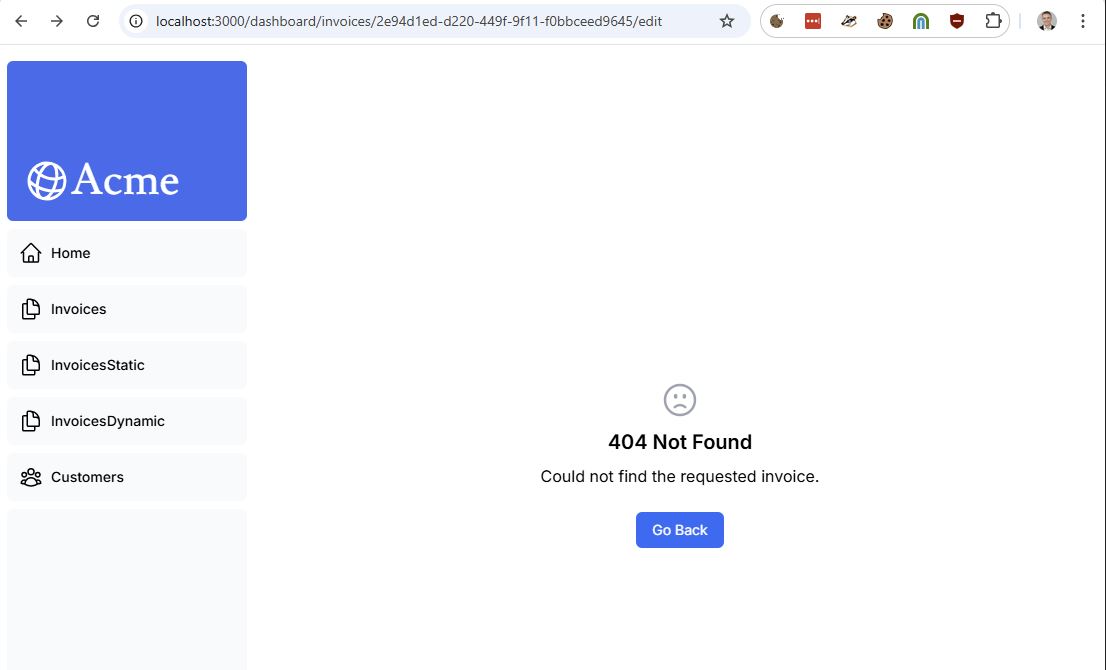 localhost:3000/dashboard/invoices/2e94d1ed-d220-449f-9f11-f0bbceed9645/edit
Acme
Home
Invoices
InvoicesStatic
InvoicesDynamic
Customers
404 Not Found
Could not find the requested invoice.
Go Back